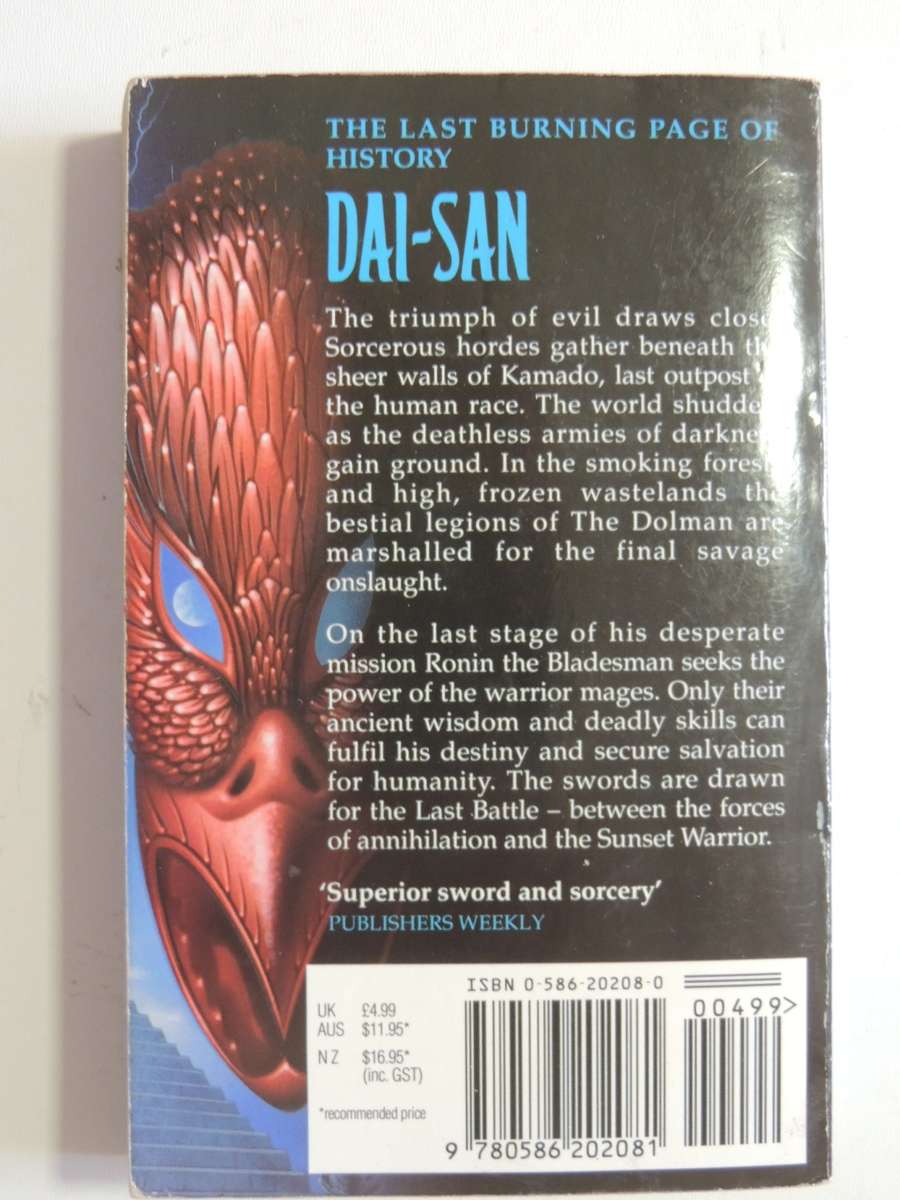 THE LAST BURNING PAGE OF
HISTORY
DAI-SAN
The triumph of evil draws close
Sorcerous hordes gather beneath the
sheer walls of Kamado, last outpost
the human race. The world shudde
as the deathless armies of darkne
gain ground. In the smoking fores
and high, frozen wastelands the
bestial legions of The Dolman are
marshalled for the final savage
onslaught.
On the last stage of his desperate
mission Ronin the Bladesman seeks the
power of the warrior mages. Only their
ancient wisdom and deadly skills can
fulfil his destiny and secure salvation
for humanity. The swords are drawn
for the Last Battle – between the forces
of annihilation and the Sunset Warrior.
'Superior sword and sorcery'
PUBLISHERS WEEKLY
ISBN 0-586-20208-0
00499>
UK £4.99
AUS $11.95*
NZ $16.95*
(inc. GST)
*recommended price
9 780586 202081